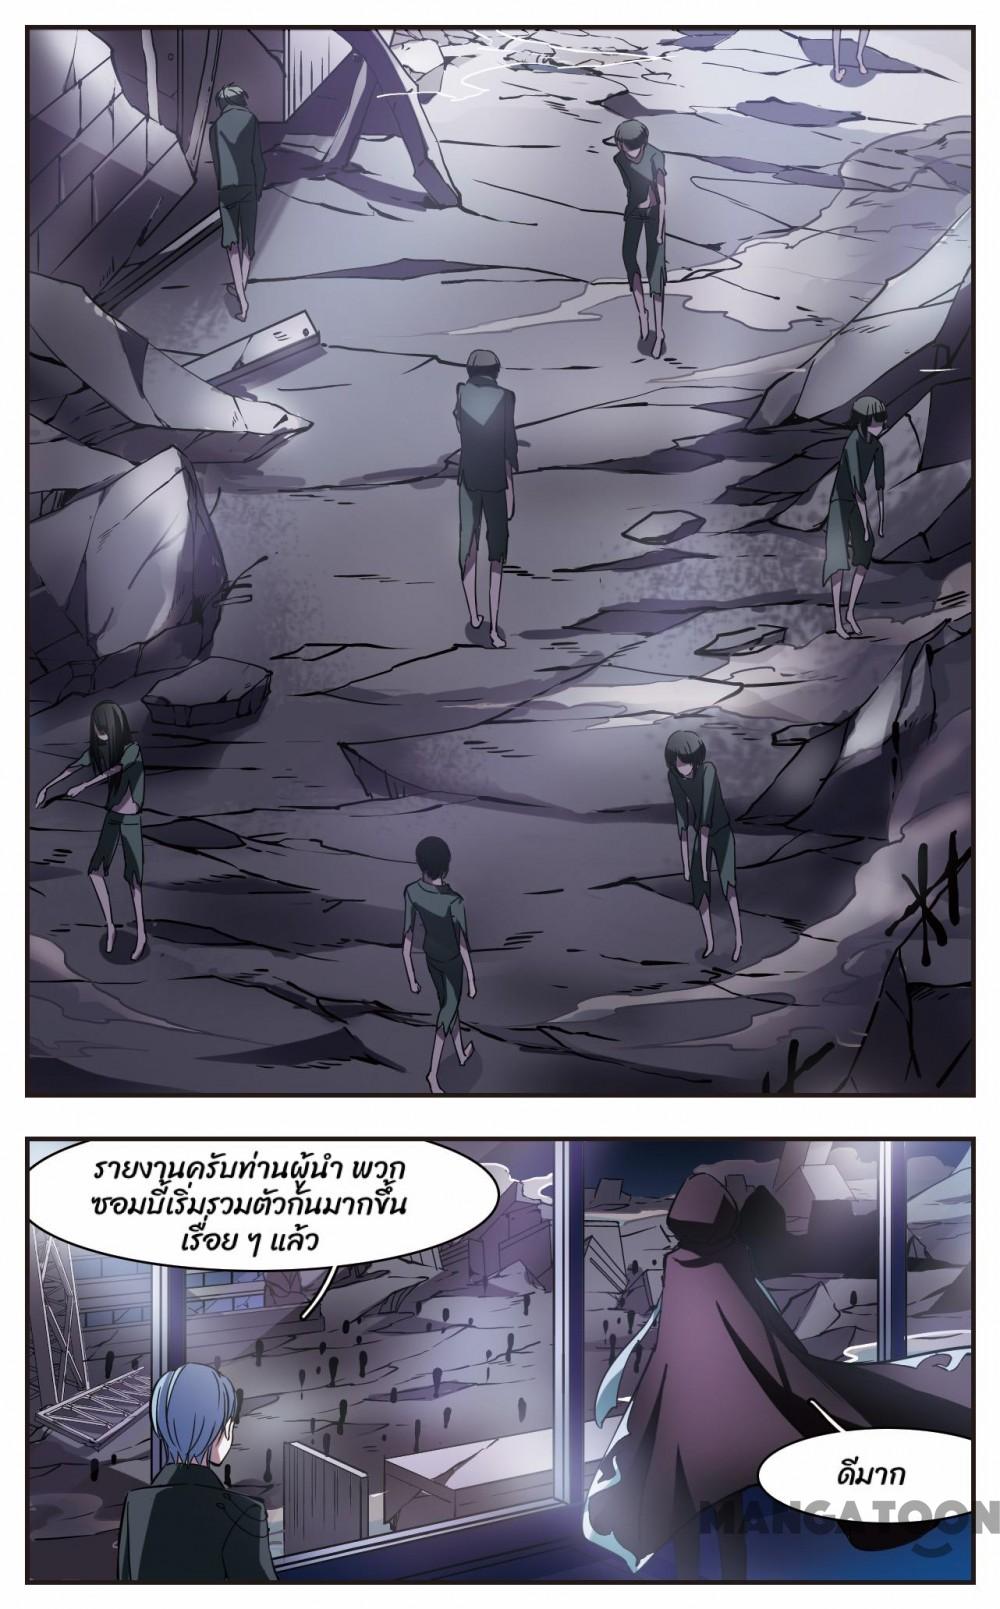 รายงานครับท่านผู้นำ พวก
ซอมบี้เริ่มรวมตัวกันมากขึ้น
เรื่อย ๆ แล้ว
ดีมาก
MANGATOON